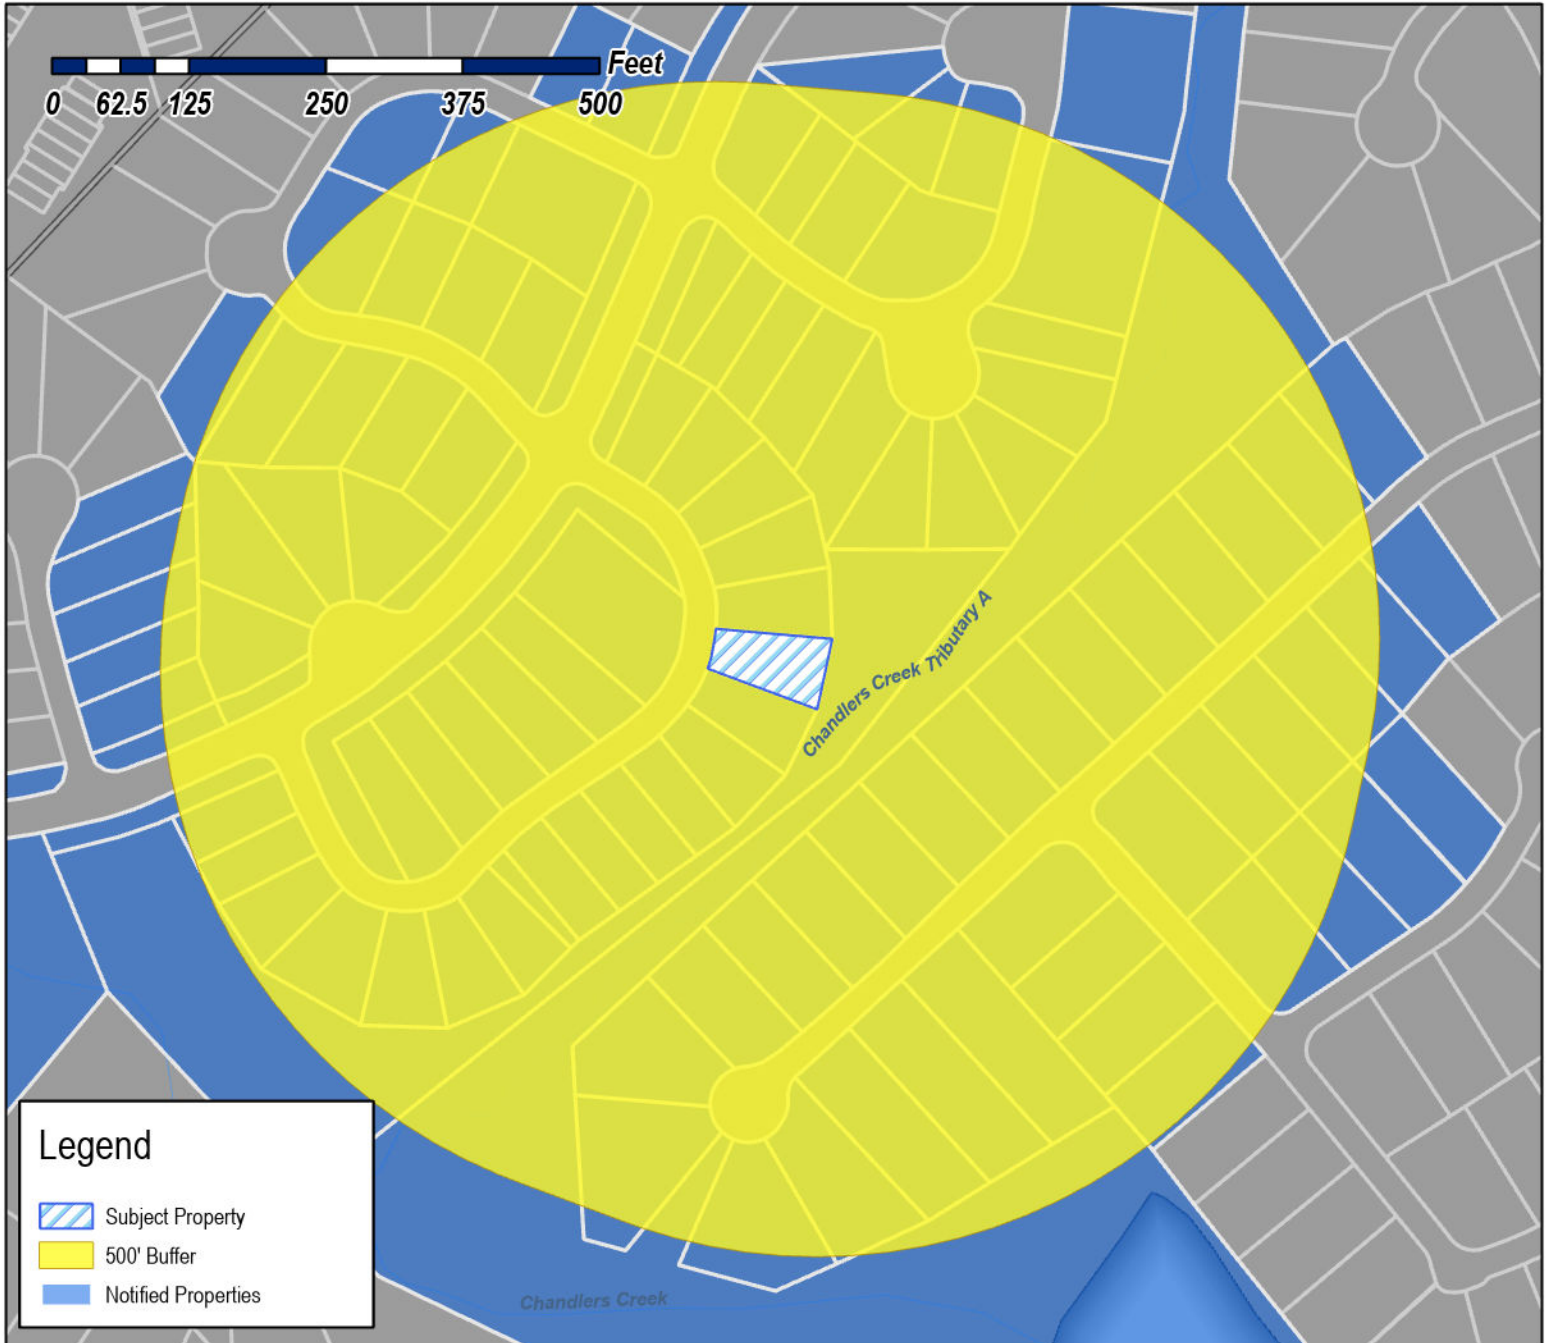 Feet
0 62.5 125 250 375 500
Chandlers Creek Tributary A
Legend
Subject Property
500' Buffer
Notified Properties
Chandlers Creek